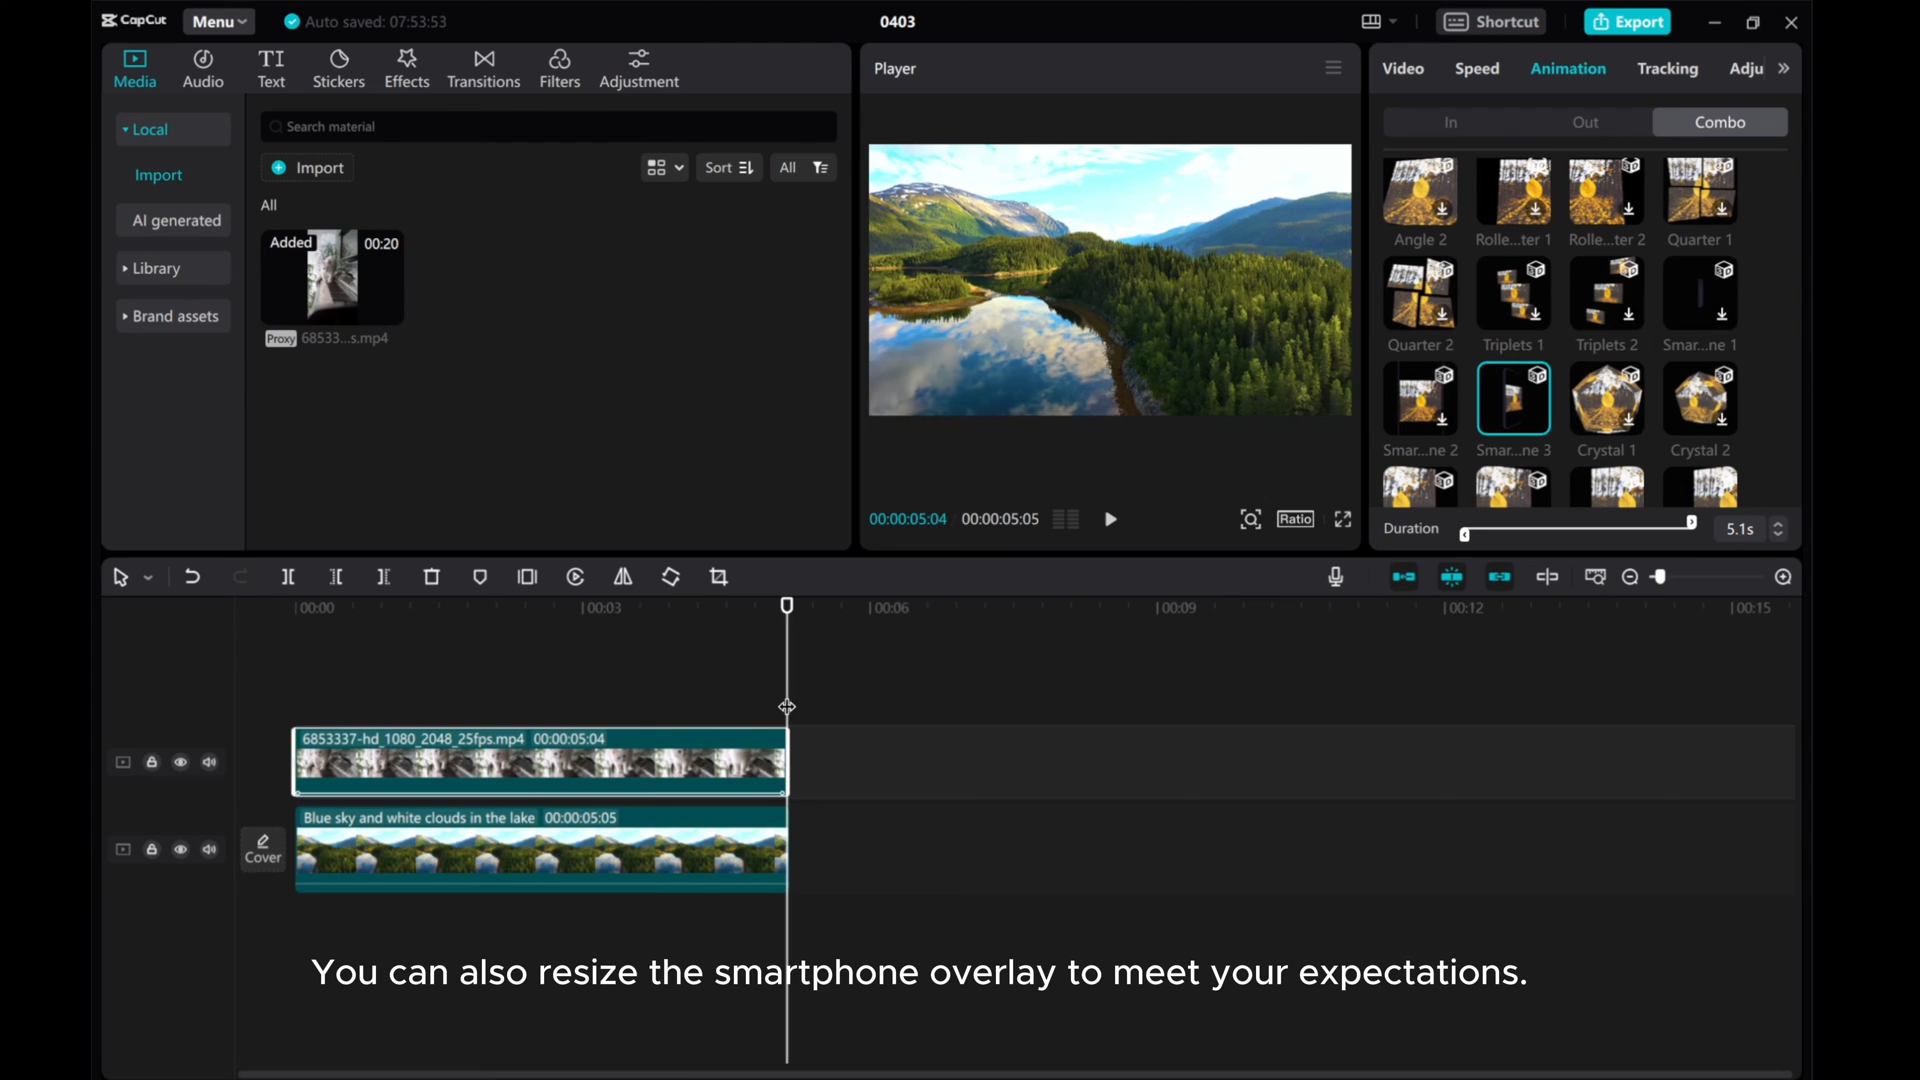 CapCut
Menu
Auto saved: 07:53:53
0403
Shortcut
Export
Media
Audio
Text
Stickers
Effects
Transitions
Filters
Adjustment
Local
Import
AI generated
Library
Brand assets
Search material
Import
Sort
All
All
Added
00:20
Proxy
68533...s.mp4
Player
00:00:05:04
00:00:05:05
Ratio
Video
Speed
Animation
Tracking
Adju
In
Out
Combo
Angle 2
Rolle...ter 1
Rolle...ter 2
Quarter 1
Quarter 2
Triplets 1
Triplets 2
Smar...ne 1
Smar...ne 2
Smar...ne 3
Crystal 1
Crystal 2
Duration
5.1s
00:00
00:03
00:06
00:09
00:12
00:15
6853337-hd_1080_2048_25fps.mp4 00:00:05:04
Cover
Blue sky and white clouds in the lake 00:00:05:05
You can also resize the smartphone overlay to meet your expectations.